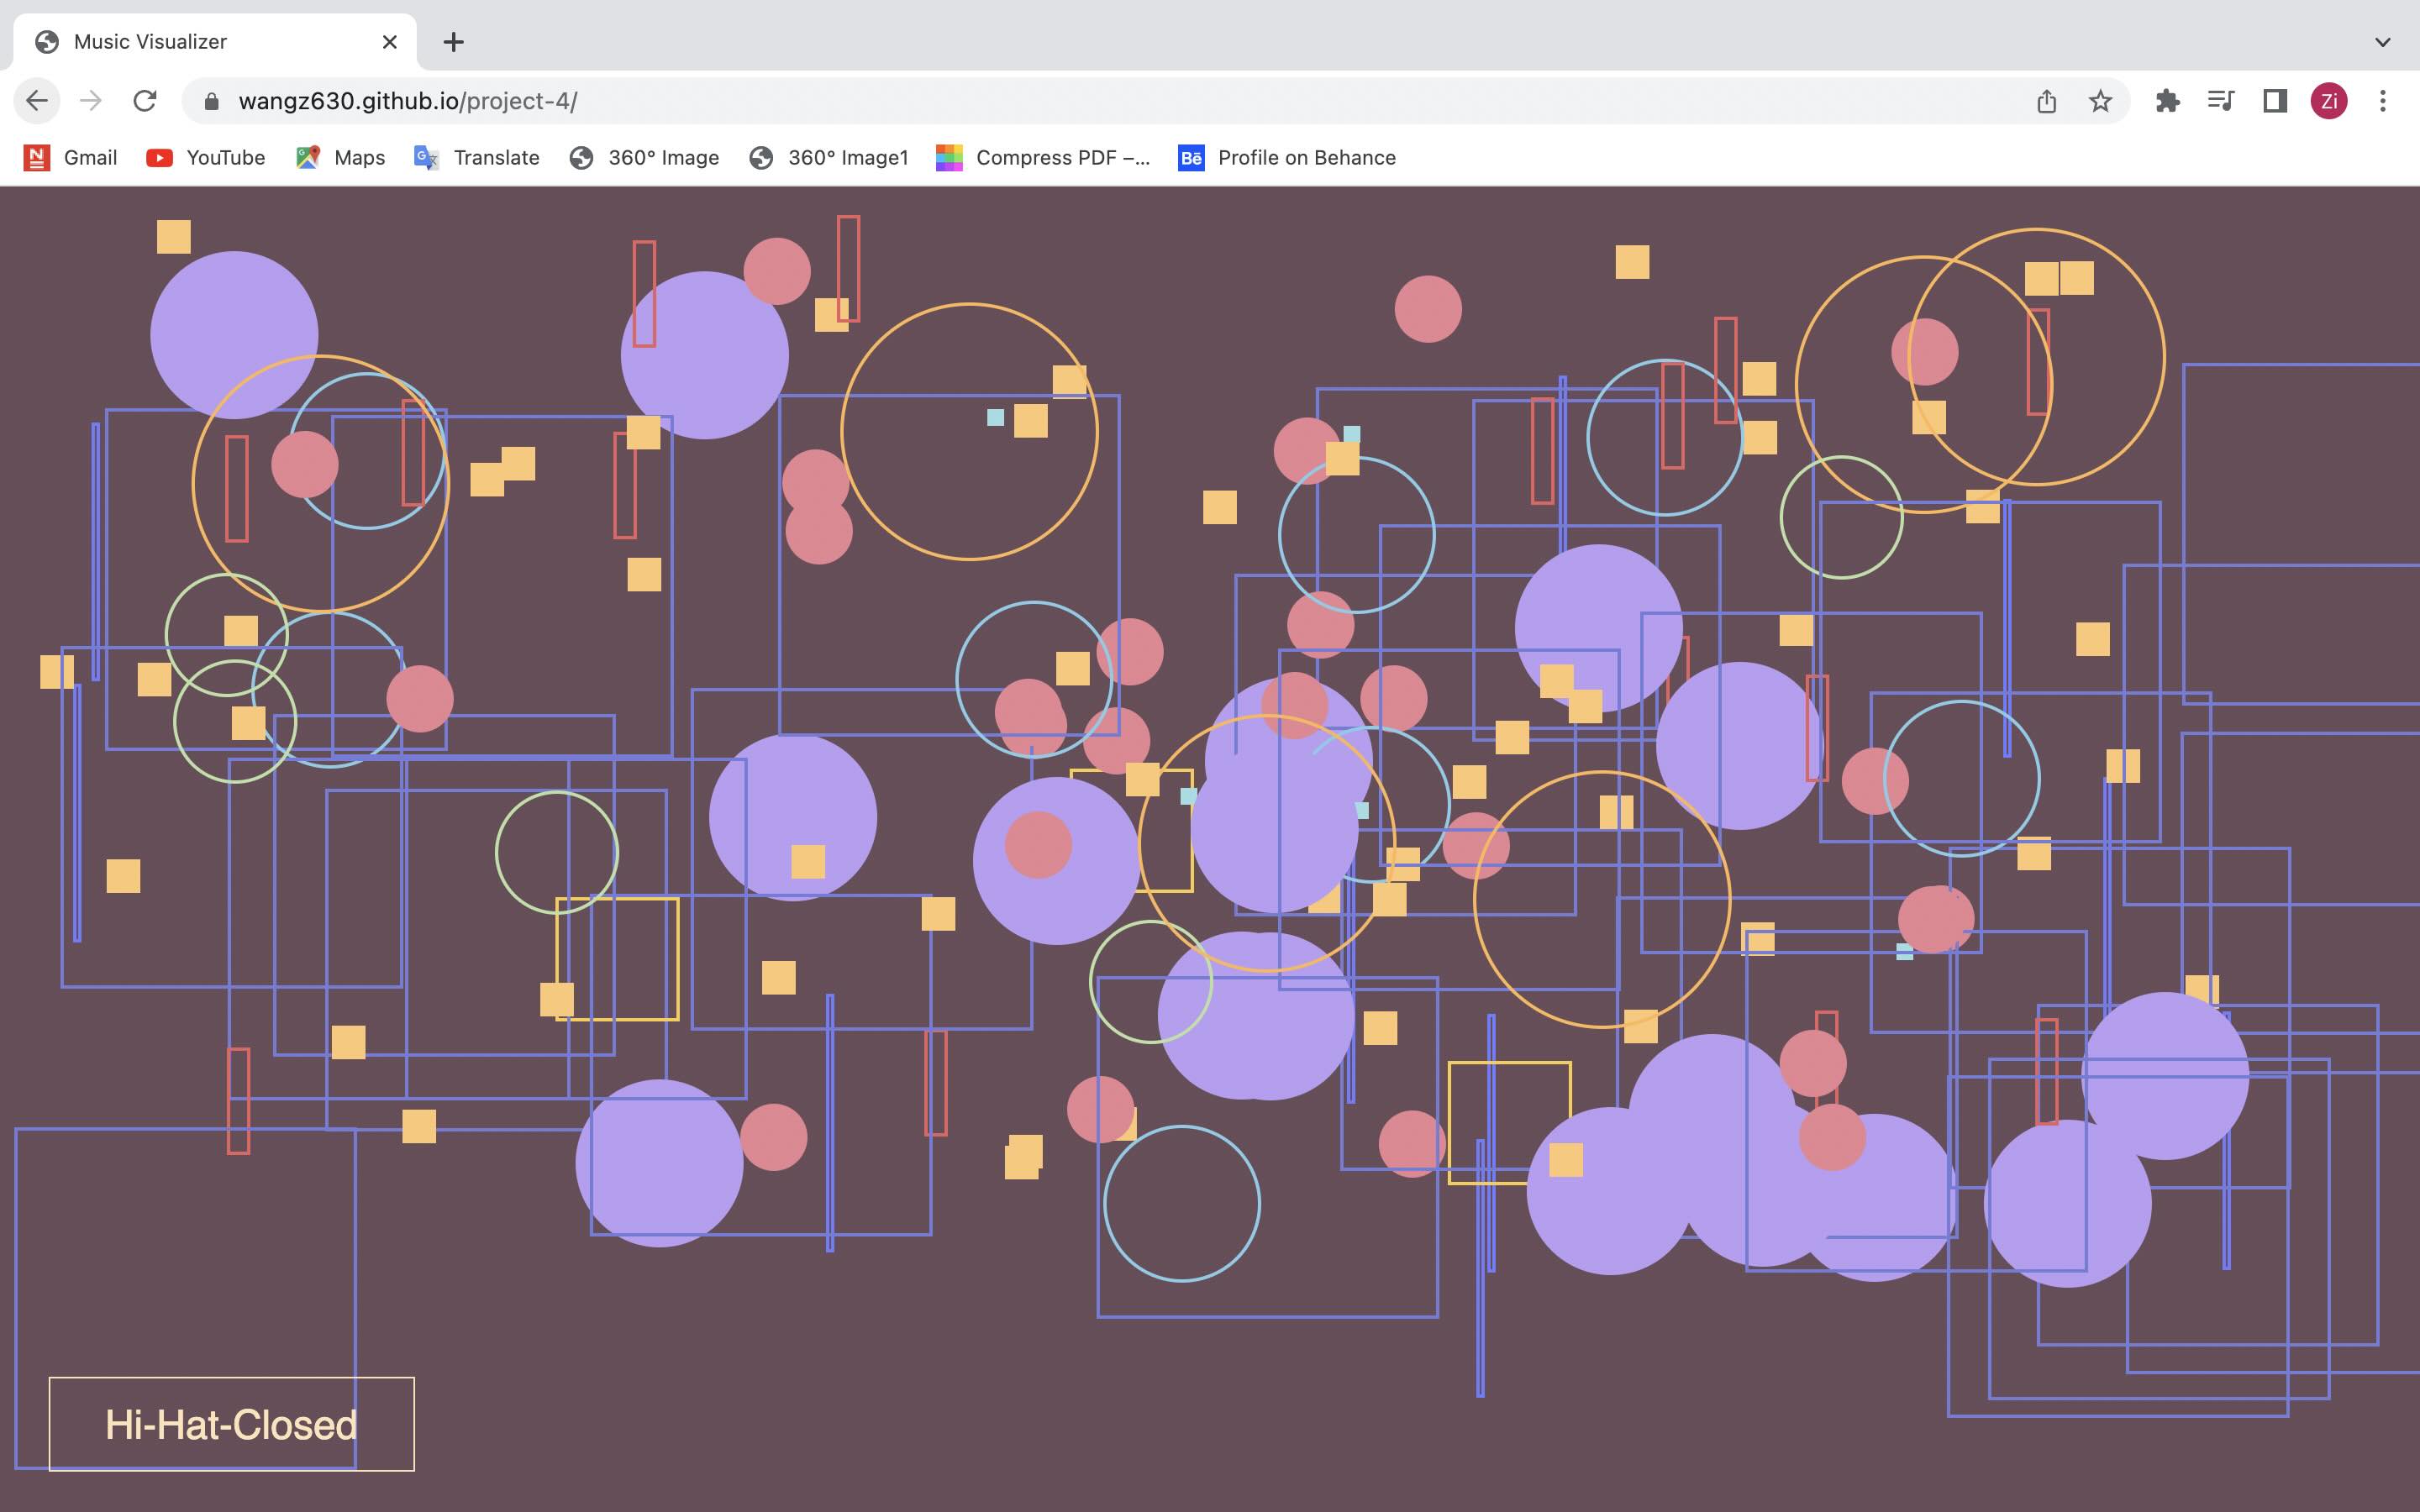 Music Visualizer
wangz630.github.io/project-4/
Zi
Gmail YouTube Maps Translate 360° Image 360° Image1 Compress PDF –... Bē Profile on Behance
Hi-Hat-Closed